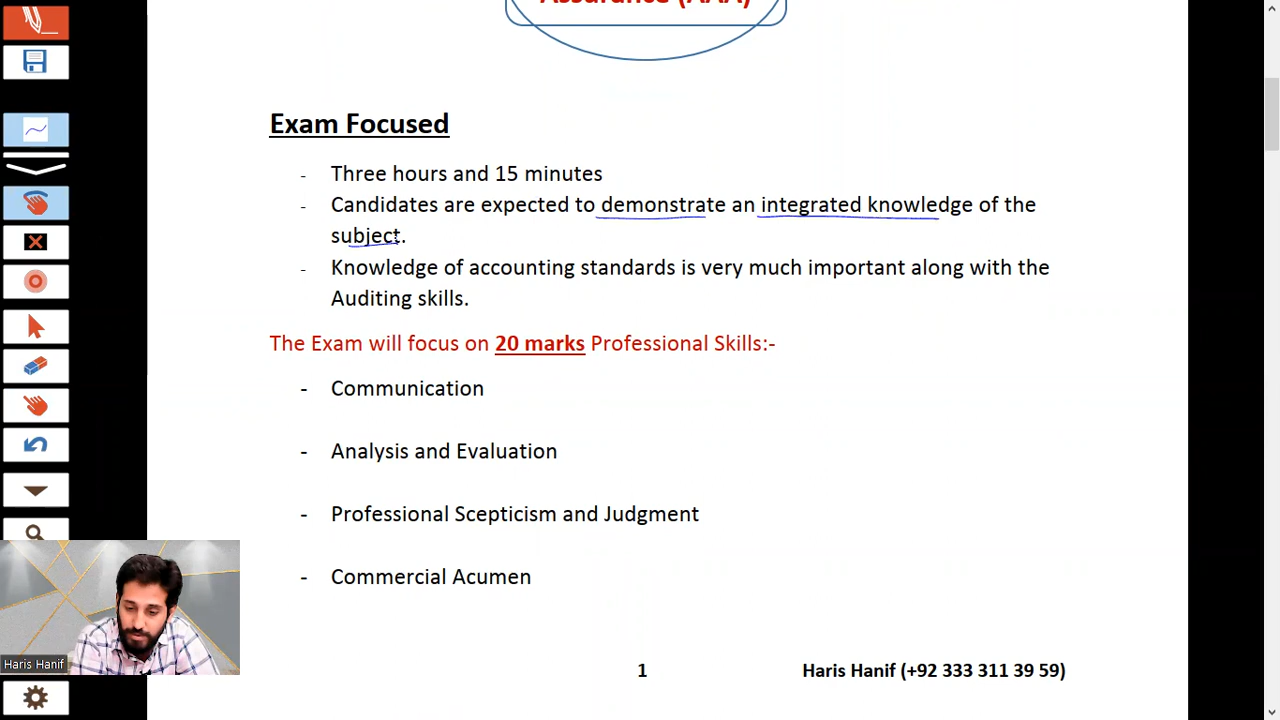 Assurance (AAA)
Exam Focused
- Three hours and 15 minutes
- Candidates are expected to demonstrate an integrated knowledge of the
subject.
- Knowledge of accounting standards is very much important along with the
Auditing skills.
The Exam will focus on 20 marks Professional Skills:-
- Communication
- Analysis and Evaluation
- Professional Scepticism and Judgment
- Commercial Acumen
Haris Hanif
1 Haris Hanif (+92 333 311 39 59)